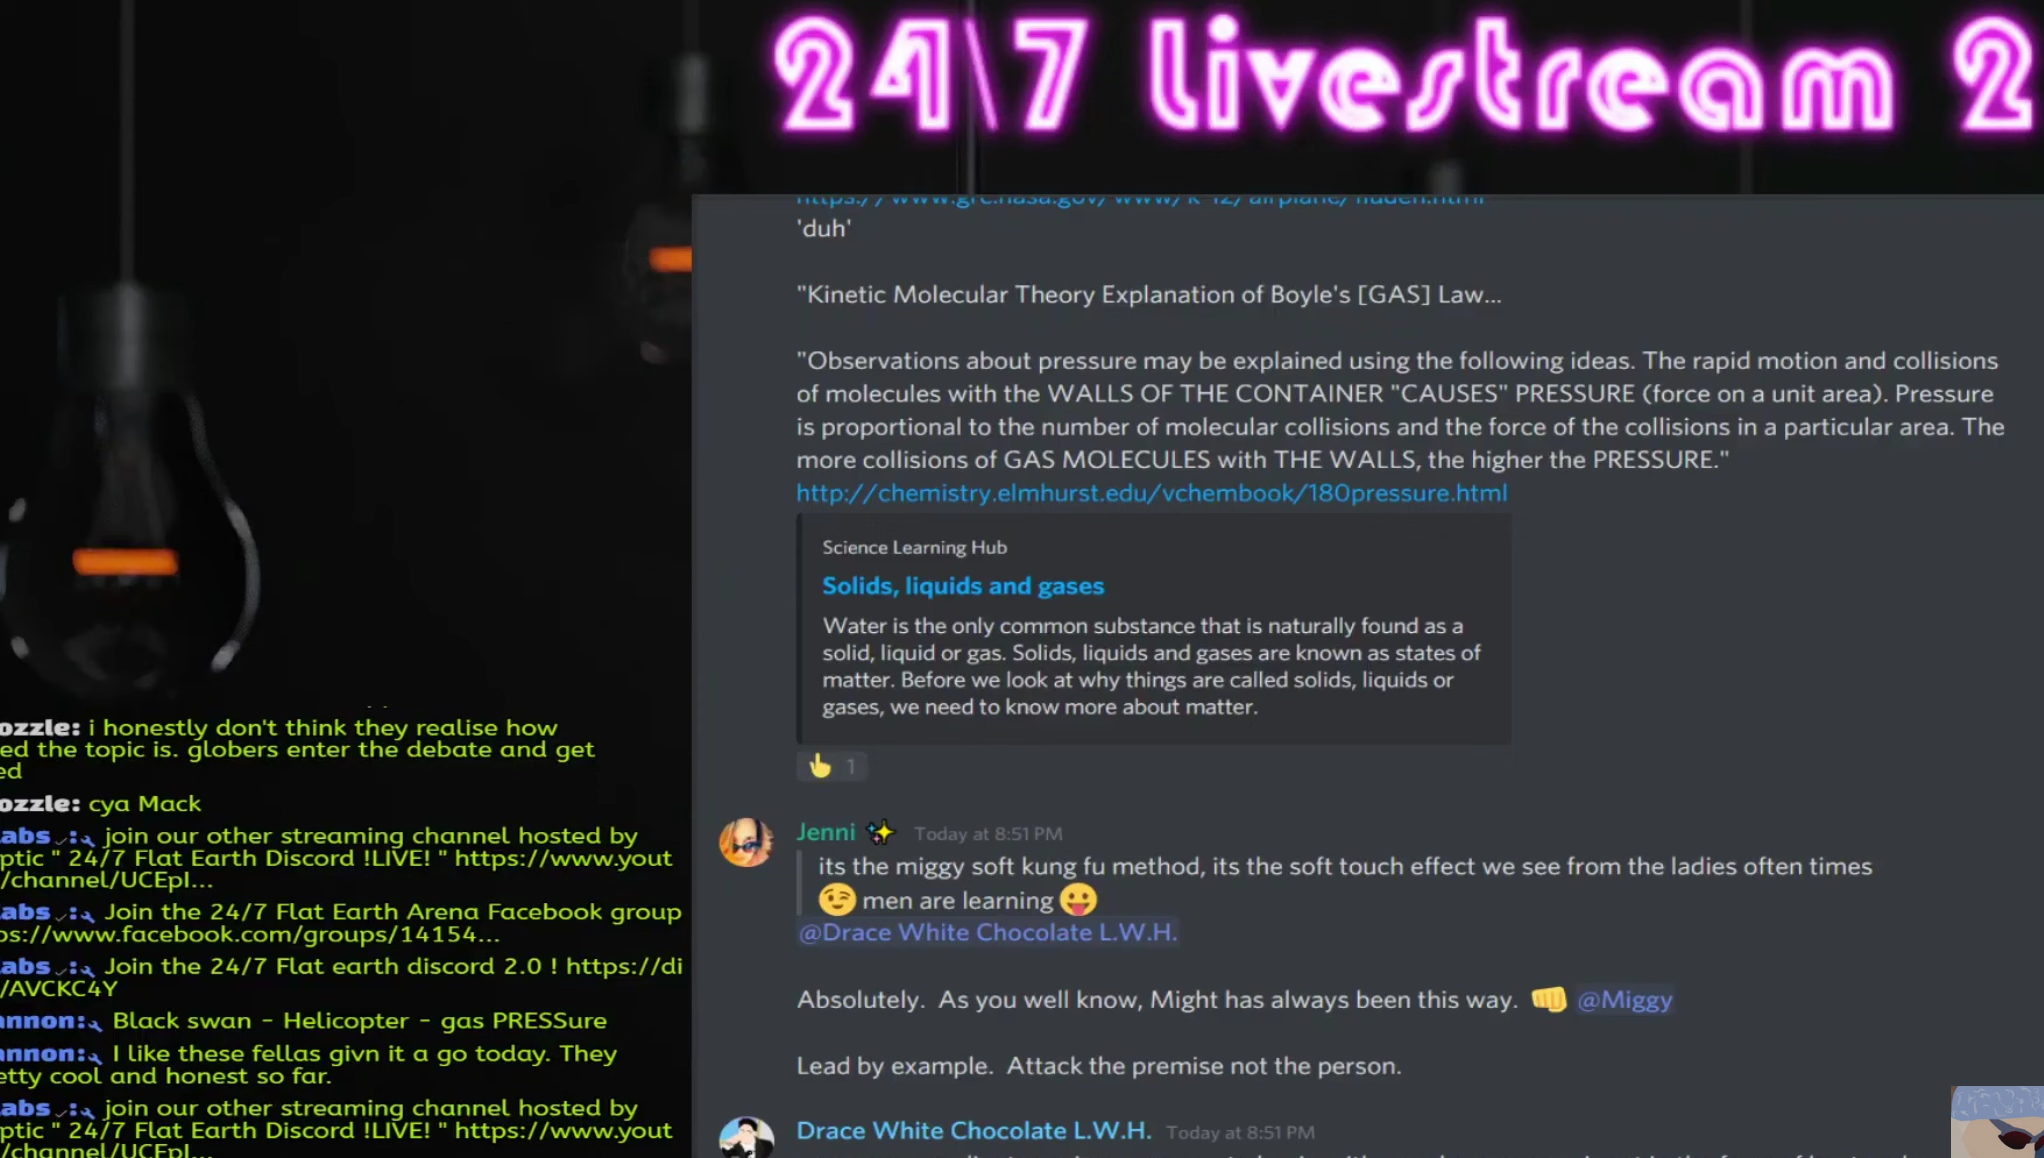 24\7 Livestream 2
https://www.grc.nasa.gov/www/k-12/airplane/fluden.html
'duh'
"Kinetic Molecular Theory Explanation of Boyle's [GAS] Law...
"Observations about pressure may be explained using the following ideas. The rapid motion and collisions
of molecules with the WALLS OF THE CONTAINER "CAUSES" PRESSURE (force on a unit area). Pressure
is proportional to the number of molecular collisions and the force of the collisions in a particular area. The
more collisions of GAS MOLECULES with THE WALLS, the higher the PRESSURE."
http://chemistry.elmhurst.edu/vchembook/180pressure.html
Science Learning Hub
Solids, liquids and gases
Water is the only common substance that is naturally found as a
solid, liquid or gas. Solids, liquids and gases are known as states of
matter. Before we look at why things are called solids, liquids or
gases, we need to know more about matter.
1
Jenni Today at 8:51 PM
its the miggy soft kung fu method, its the soft touch effect we see from the ladies often times
😉 men are learning 😛
@Drace White Chocolate L.W.H.
Absolutely. As you well know, Might has always been this way. 👊 @Miggy
Lead by example. Attack the premise not the person.
Drace White Chocolate L.W.H. Today at 8:51 PM
ozzle: i honestly don't think they realise how
ed the topic is. globers enter the debate and get
ed
ozzle: cya Mack
abs : join our other streaming channel hosted by
ptic " 24/7 Flat Earth Discord !LIVE! " https://www.yout
/channel/UCEpI...
abs : Join the 24/7 Flat Earth Arena Facebook group
ps://www.facebook.com/groups/14154...
abs : Join the 24/7 Flat earth discord 2.0 ! https://di
/AVCKC4Y
annon: Black swan - Helicopter - gas PRESSure
annon: I like these fellas givn it a go today. They
etty cool and honest so far.
abs : join our other streaming channel hosted by
ptic " 24/7 Flat Earth Discord !LIVE! " https://www.yout
/channel/UCEpI...